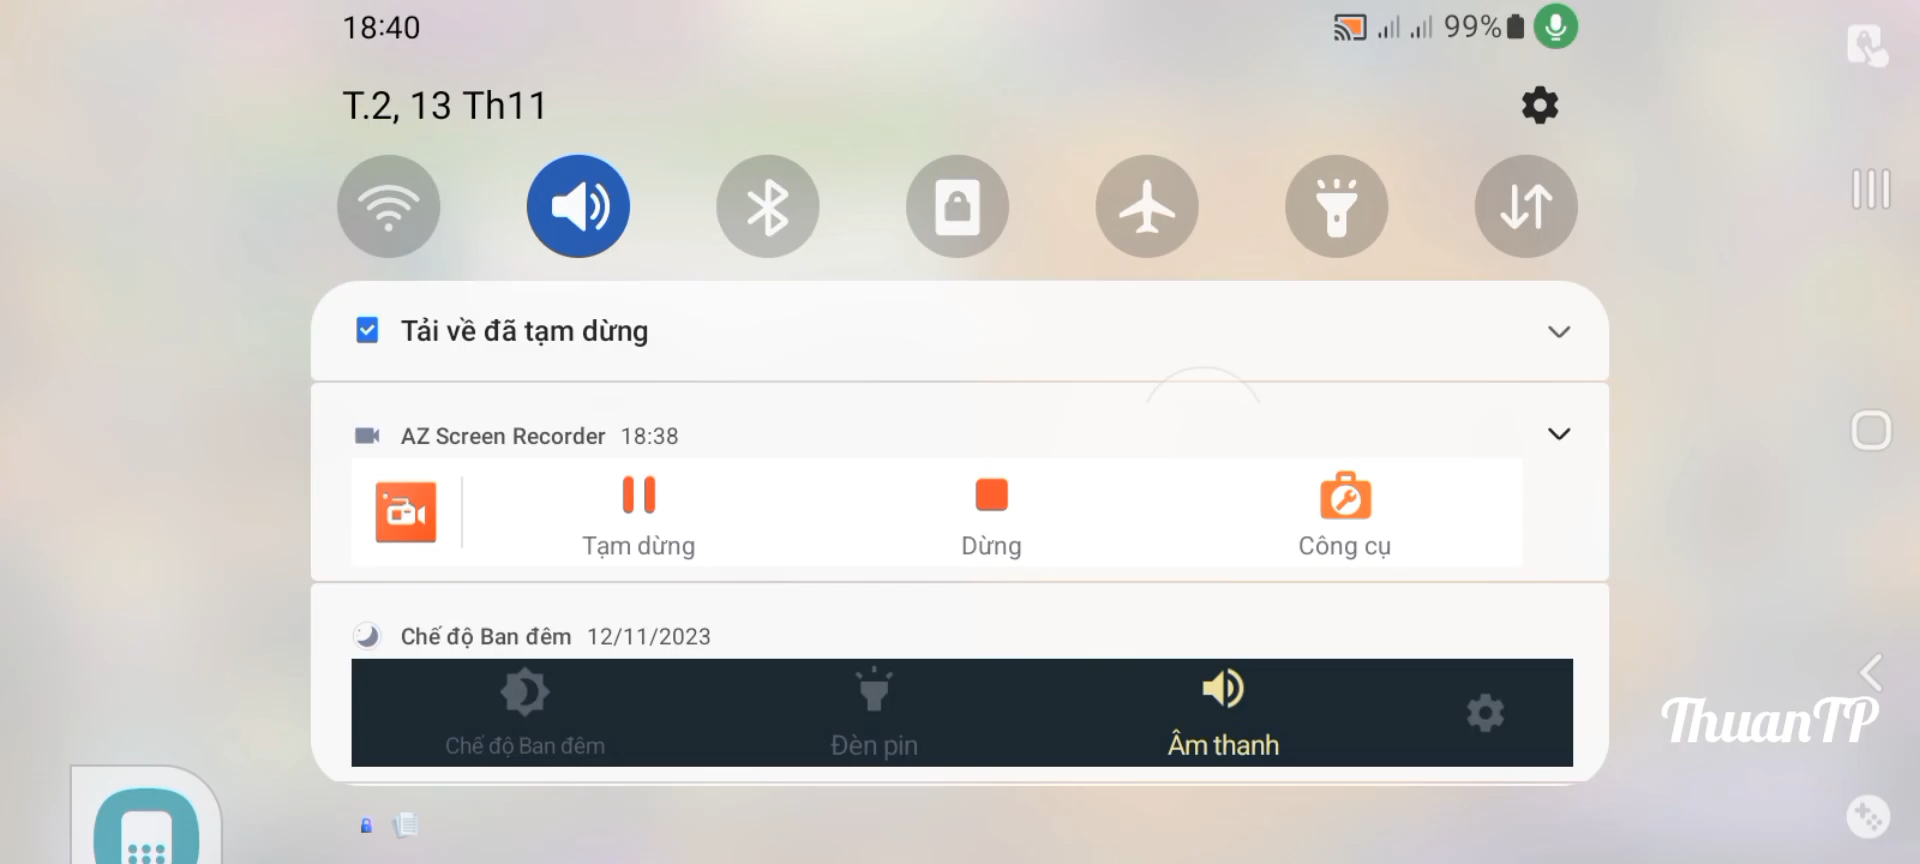 18:40
99%
T.2, 13 Th11
Tải về đã tạm dừng
AZ Screen Recorder 18:38
Tạm dừng
Dừng
Công cụ
Chế độ Ban đêm 12/11/2023
Chế độ Ban đêm
Đèn pin
Âm thanh
ThuanTP